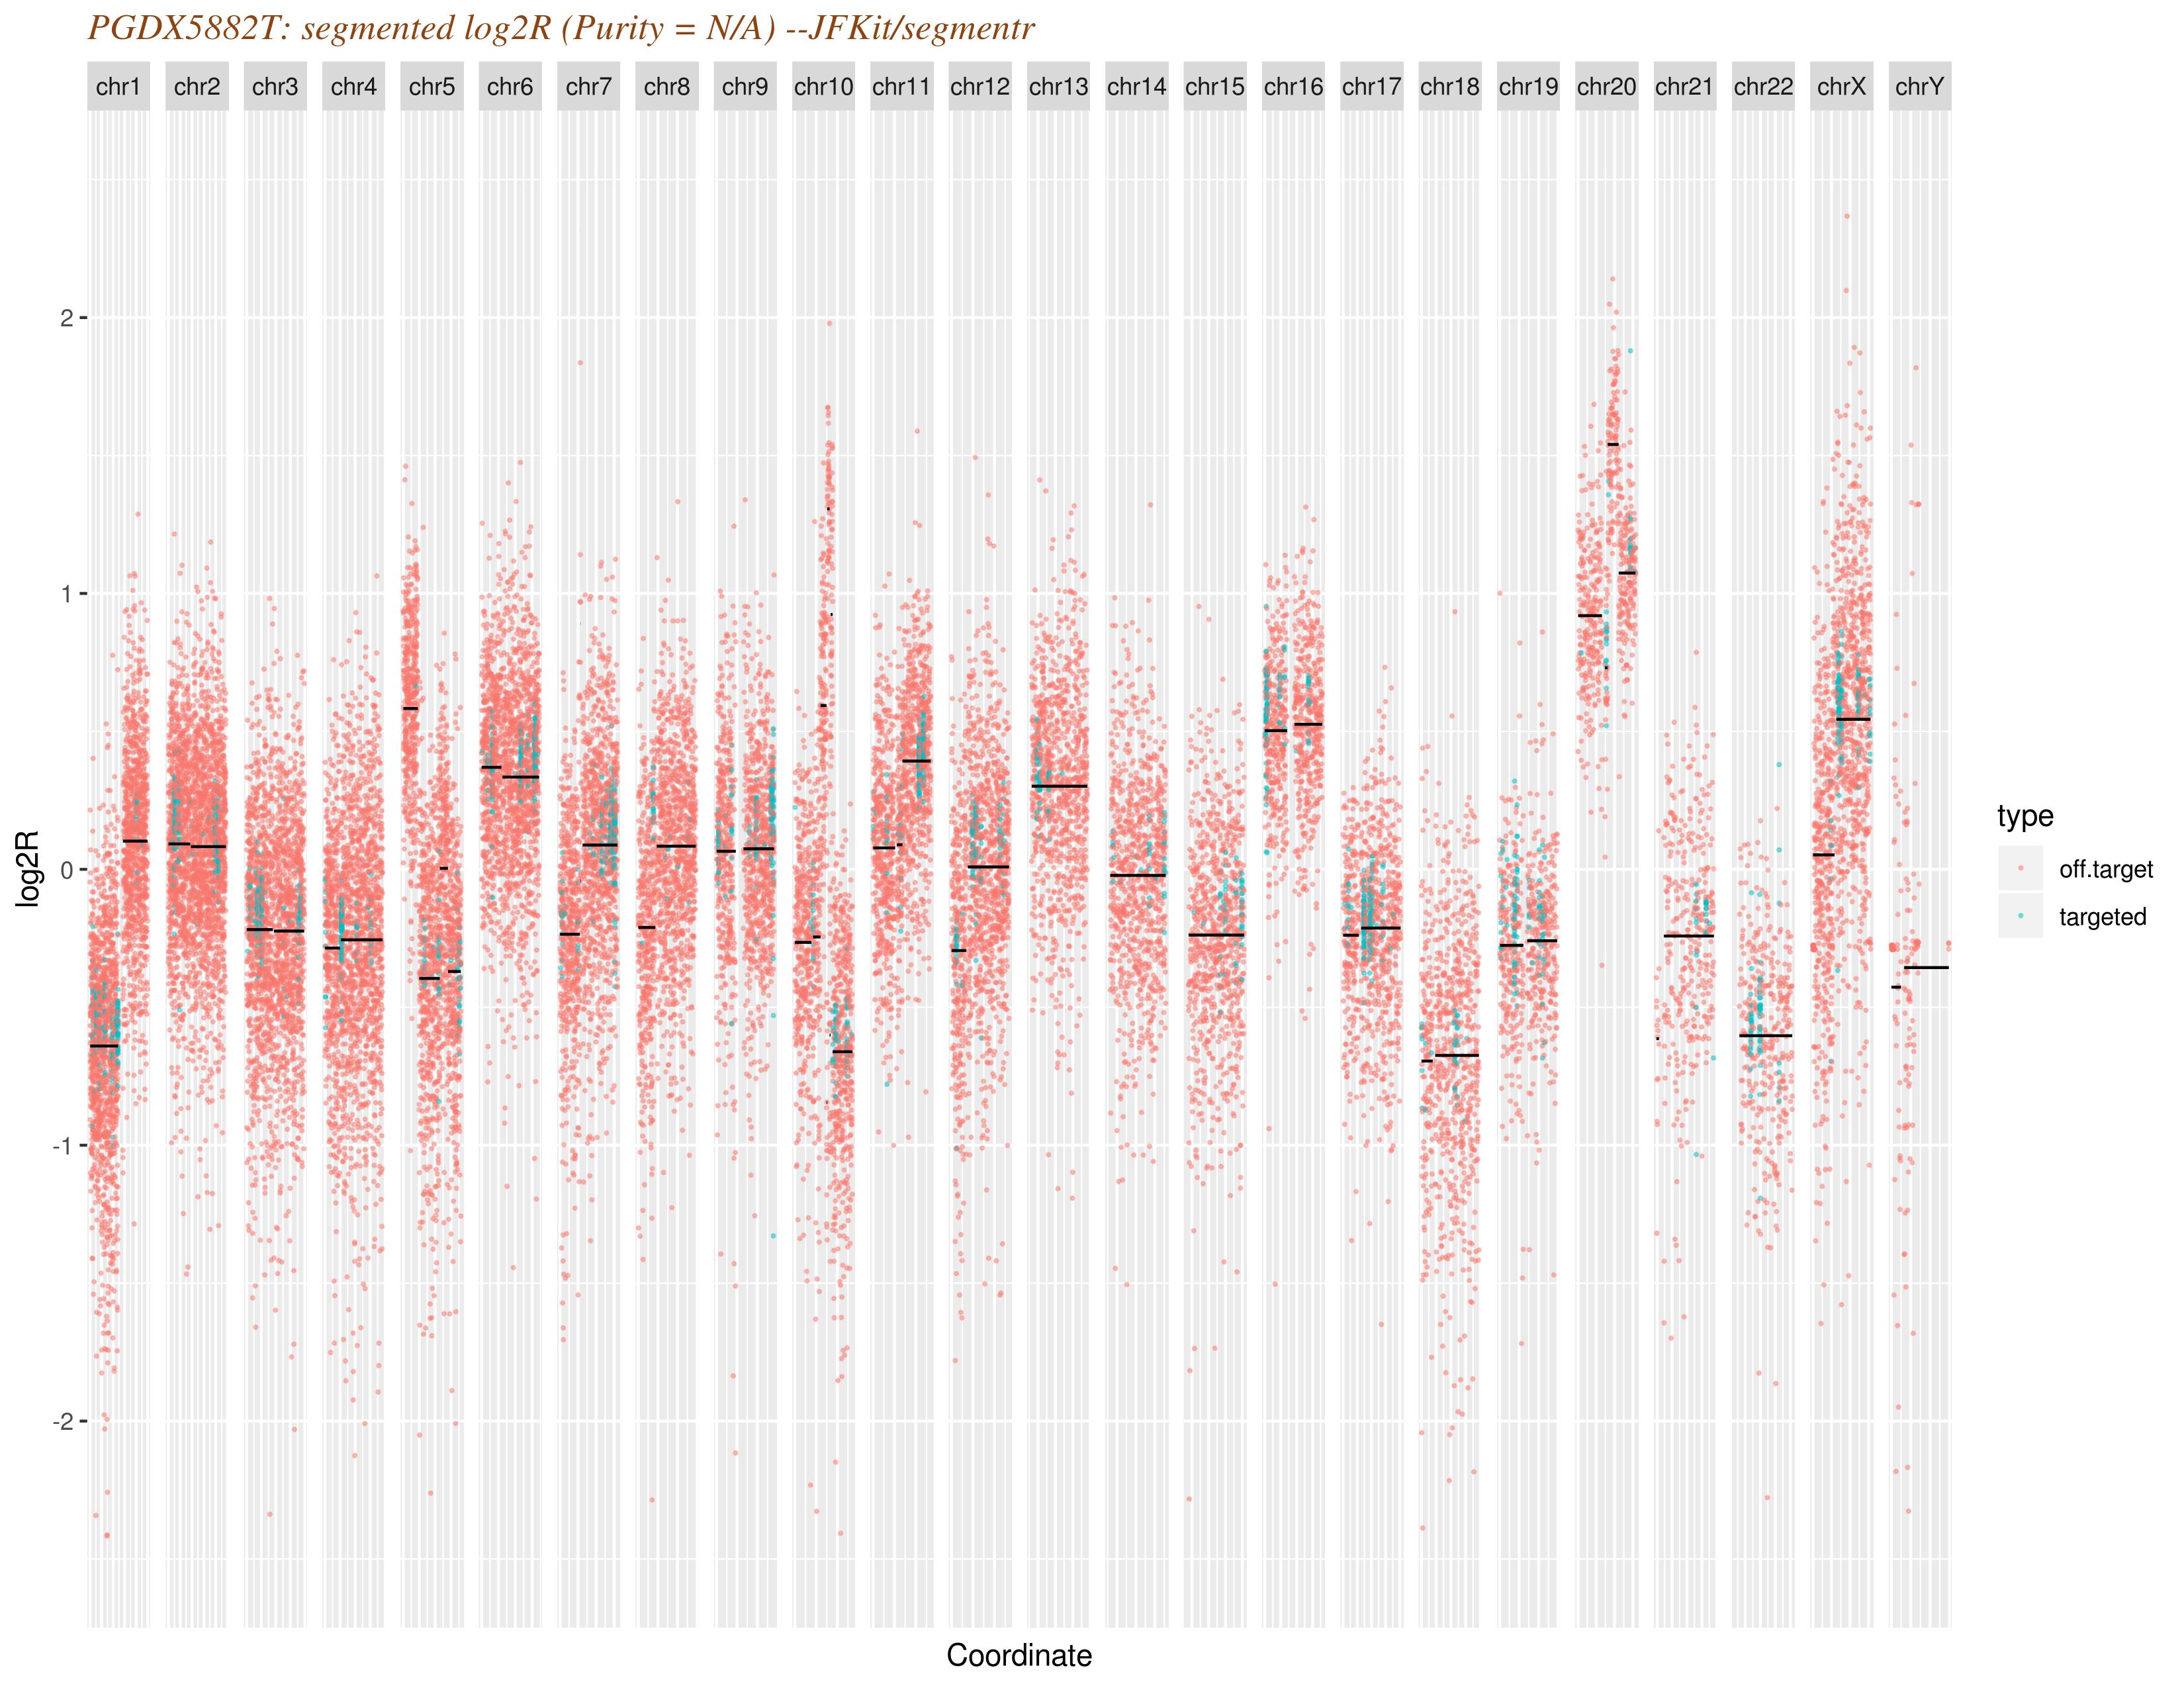 PGDX5882T: segmented log2R (Purity = N/A) --JFKit/segmentr
chr1 chr2 chr3 chr4 chr5 chr6 chr7 chr8 chr9 chr10 chr11 chr12 chr13 chr14 chr15 chr16 chr17 chr18 chr19 chr20 chr21 chr22 chrX chrY
2
1
0
-1
-2
log2R
Coordinate
type
off.target
targeted